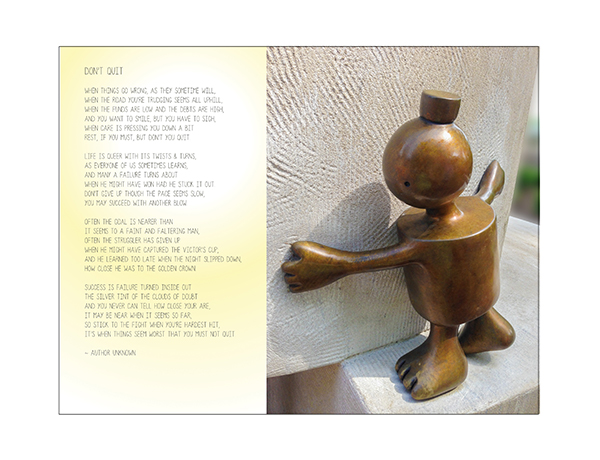 DON'T QUIT
WHEN THINGS GO WRONG, AS THEY SOMETIME WILL,
WHEN THE ROAD YOU'RE TRUDGING SEEMS ALL UPHILL,
WHEN THE FUNDS ARE LOW AND THE DEBTS ARE HIGH,
AND YOU WANT TO SMILE, BUT YOU HAVE TO SIGH,
WHEN CARE IS PRESSING YOU DOWN A BIT
REST, IF YOU MUST, BUT DON'T YOU QUIT
LIFE IS QUEER WITH ITS TWISTS & TURNS,
AS EVERYONE OF US SOMETIMES LEARNS,
AND MANY A FAILURE TURNS ABOUT
WHEN HE MIGHT HAVE WON HAD HE STUCK IT OUT
DON'T GIVE UP THOUGH THE PACE SEEMS SLOW,
YOU MAY SUCCEED WITH ANOTHER BLOW
OFTEN THE GOAL IS NEARER THAN
IT SEEMS TO A FAINT AND FALTERING MAN,
OFTEN THE STRUGGLER HAS GIVEN UP
WHEN HE MIGHT HAVE CAPTURED THE VICTOR'S CUP,
AND HE LEARNED TOO LATE WHEN THE NIGHT SLIPPED DOWN,
HOW CLOSE HE WAS TO THE GOLDEN CROWN
SUCCESS IS FAILURE TURNED INSIDE OUT
THE SILVER TINT OF THE CLOUDS OF DOUBT
AND YOU NEVER CAN TELL HOW CLOSE YOUR ARE,
IT MAY BE NEAR WHEN IT SEEMS SO FAR,
SO STICK TO THE FIGHT WHEN YOU'RE HARDEST HIT,
IT'S WHEN THINGS SEEM WORST THAT YOU MUST NOT QUIT
~ AUTHOR UNKNOWN